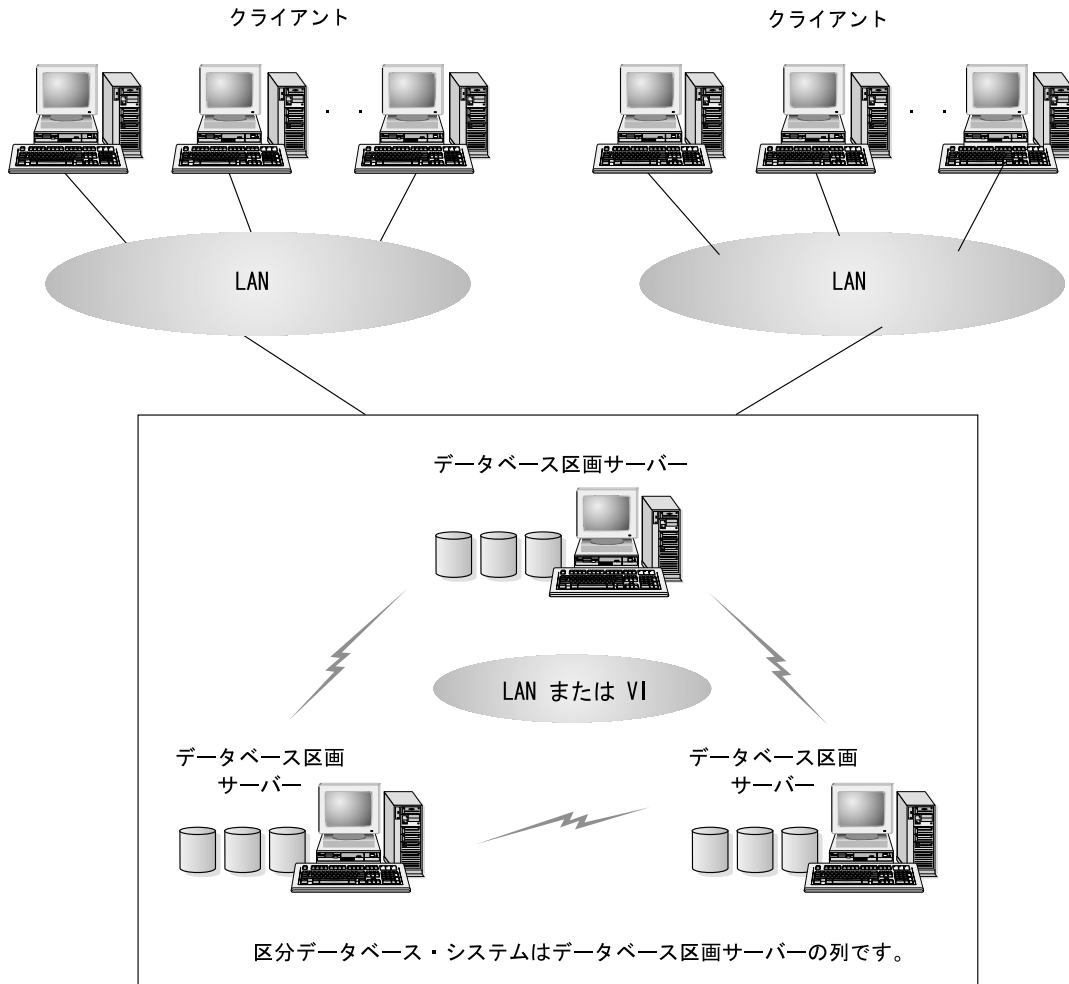 クライアント
クライアント
LAN
LAN
データベース区画サーバー
LAN または VI
データベース区画
サーバー
データベース区画
サーバー
区分データベース・システムはデータベース区画サーバーの列です。